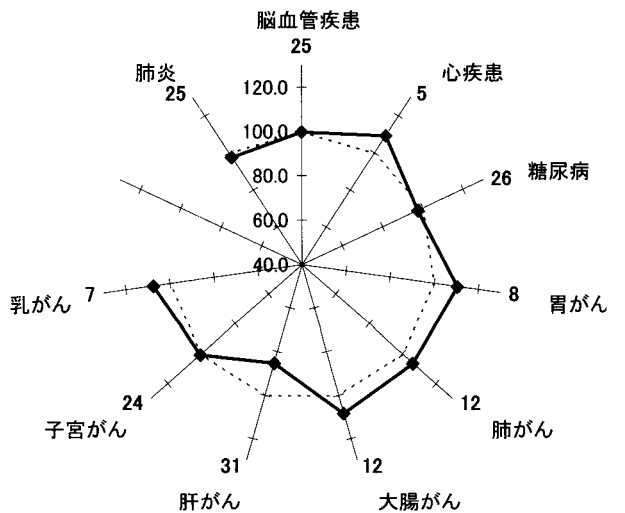 脳血管疾患
25
心疾患
5
糖尿病
26
胃がん
8
肺がん
12
大腸がん
12
肝がん
31
子宮がん
24
乳がん
7
肺炎
25
120.0
100.0
80.0
60.0
40.0